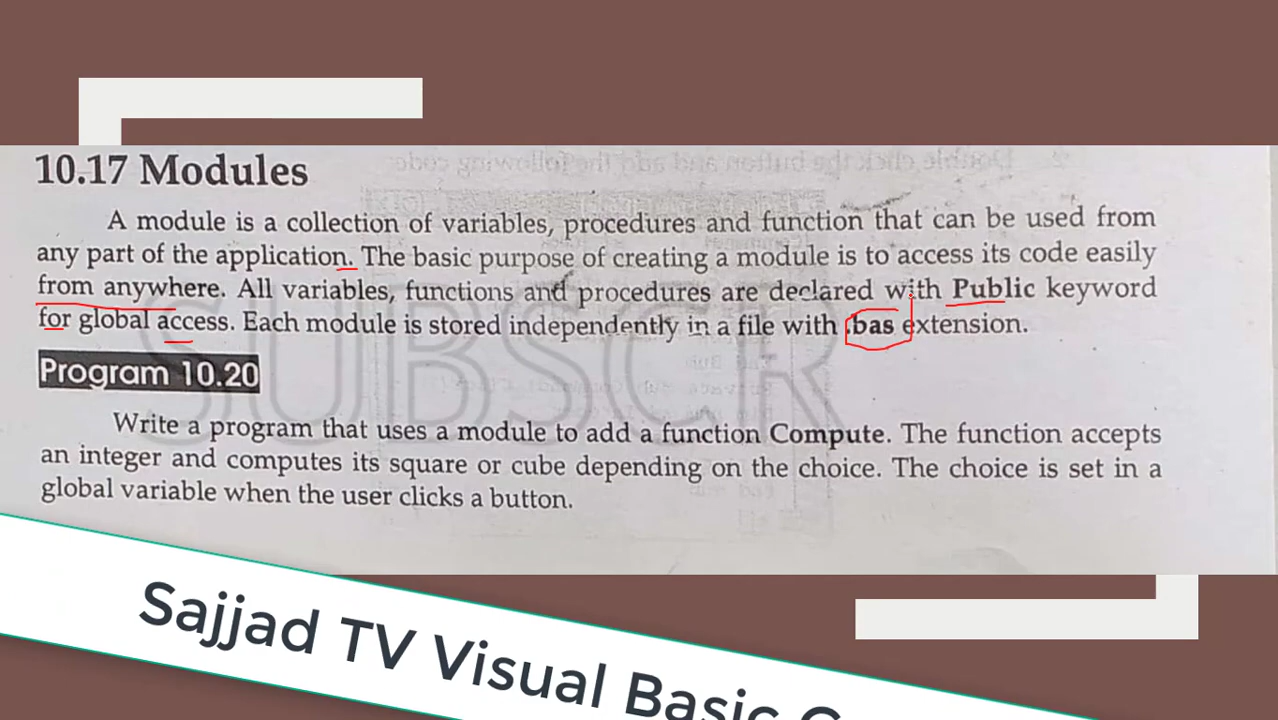 10.17 Modules
A module is a collection of variables, procedures and function that can be used from
any part of the application. The basic purpose of creating a module is to access its code easily
from anywhere. All variables, functions and procedures are declared with Public keyword
for global access. Each module is stored independently in a file with .bas extension.
SUBSCR
Program 10.20
Write a program that uses a module to add a function Compute. The function accepts
an integer and computes its square or cube depending on the choice. The choice is set in a
global variable when the user clicks a button.
Sajjad TV Visual Basic